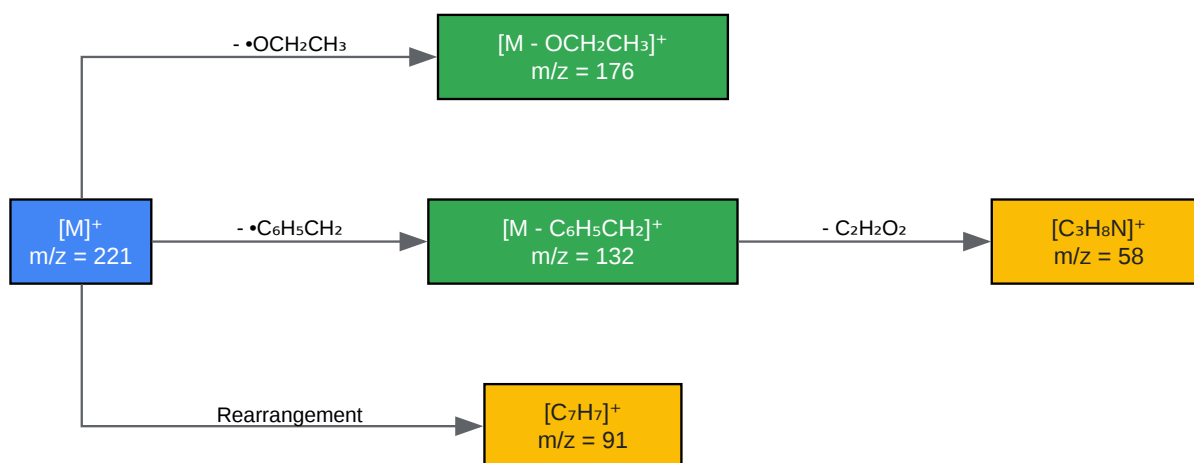 - •OCH₂CH₃
[M - OCH₂CH₃]⁺
m/z = 176
[M]⁺
m/z = 221
- •C₆H₅CH₂
[M - C₆H₅CH₂]⁺
m/z = 132
- C₂H₂O₂
[C₃H₈N]⁺
m/z = 58
Rearrangement
[C₇H₇]⁺
m/z = 91